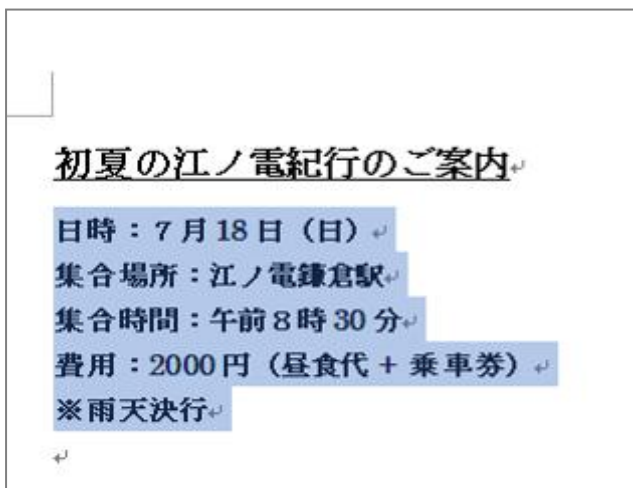 初夏の江ノ電紀行のご案内
日時：７月18日（日）
集合場所：江ノ電鎌倉駅
集合時間：午前８時30分
費用：2000円（昼食代＋乗車券）
※雨天決行